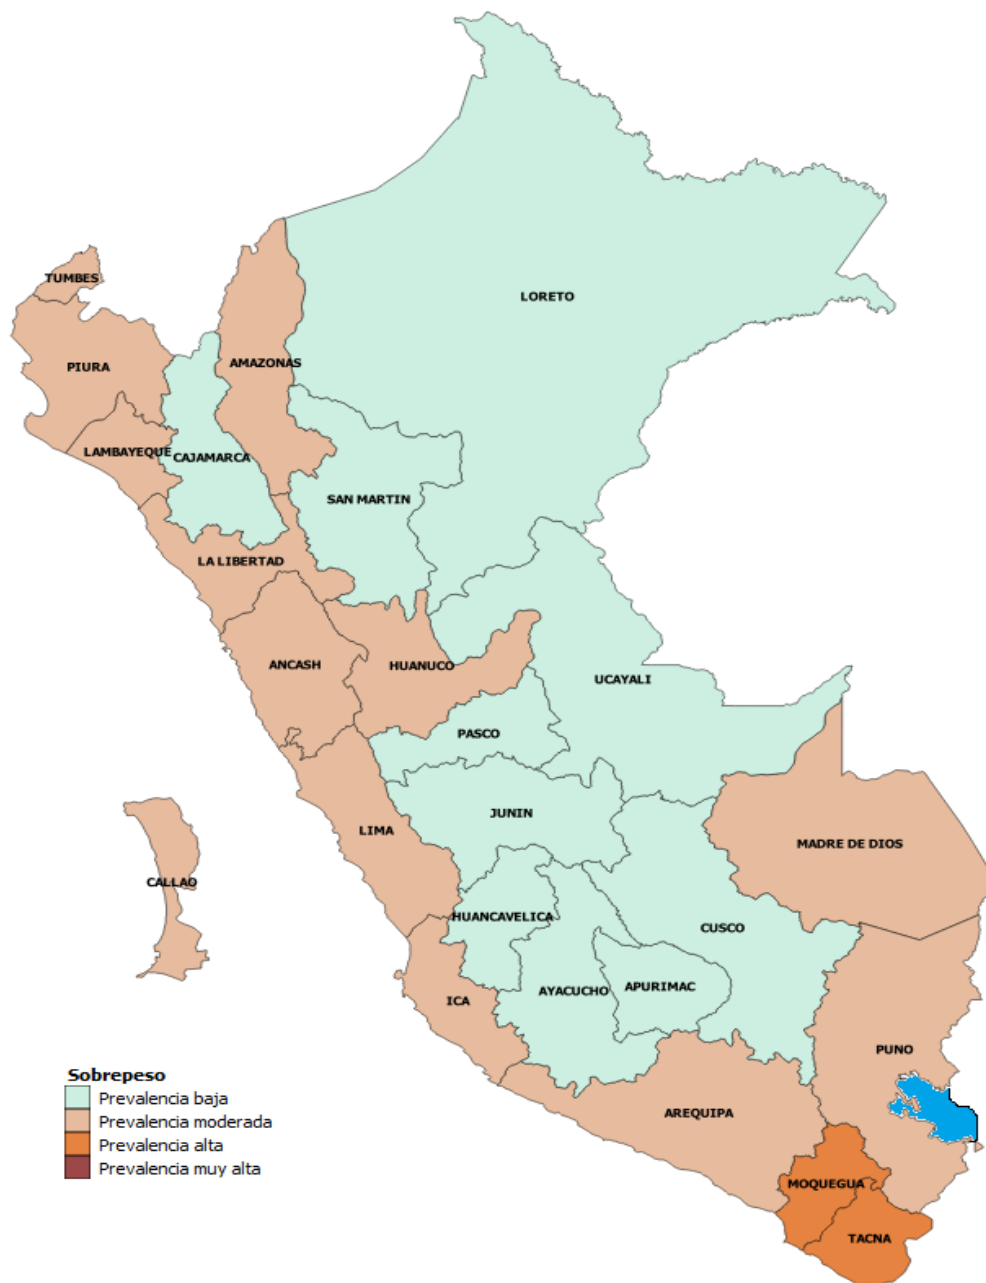 LORETO
TUMBES
AMAZONAS
PIURA
LAMBAYEQUE
CAJAMARCA
SAN MARTIN
LA LIBERTAD
ANCASH
HUANUCO
UCAYALI
PASCO
JUNIN
LIMA
MADRE DE DIOS
CALLAO
HUANCAVELICA
CUSCO
AYACUCHO
APURIMAC
ICA
PUNO
AREQUIPA
MOQUEGUA
TACNA
Sobrepeso
Prevalencia baja
Prevalencia moderada
Prevalencia alta
Prevalencia muy alta